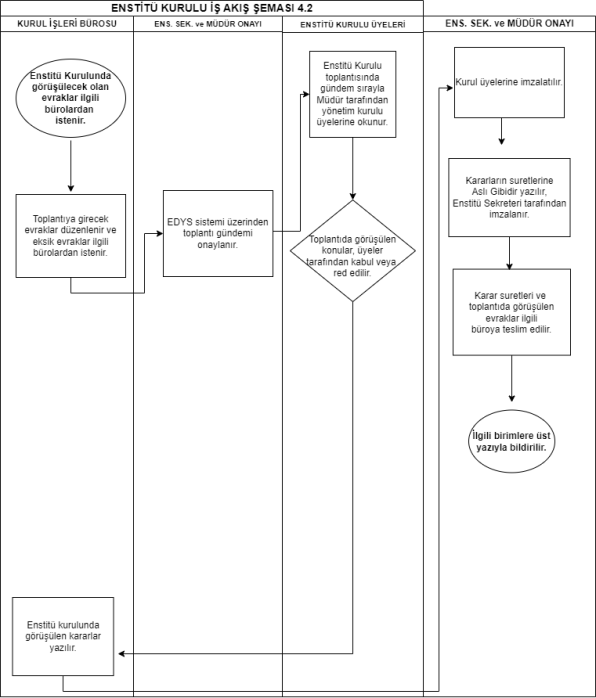 ENSTİTÜ KURULU İŞ AKIŞ ŞEMASI 4.2
KURUL İŞLERİ BÜROSU
ENS. SEK. ve MÜDÜR ONAYI
ENSTİTÜ KURULU ÜYELERİ
ENS. SEK. ve MÜDÜR ONAYI
Enstitü Kurulunda
görüşülecek olan
evraklar ilgili
bürolardan
istenir.
Toplantıya girecek
evraklar düzenlenir ve
eksik evraklar ilgili
bürolardan istenir.
EDYS sistemi üzerinden
toplantı gündemi
onaylanır.
Enstitü Kurulu
toplantısında
gündem sırayla
Müdür tarafından
yönetim kurulu
üyelerine okunur.
Toplantıda görüşülen
konular, üyeler
tarafından kabul veya
red edilir.
Enstitü kurulunda
görüşülen kararlar
yazılır.
Kurul üyelerine imzalatılır.
Kararların suretlerine
Aslı Gibidir yazılır,
Enstitü Sekreteri tarafından
imzalanır.
Karar suretleri ve
toplantıda görüşülen
evraklar ilgili
büroya teslim edilir.
İlgili birimlere üst
yazıyla bildirilir.